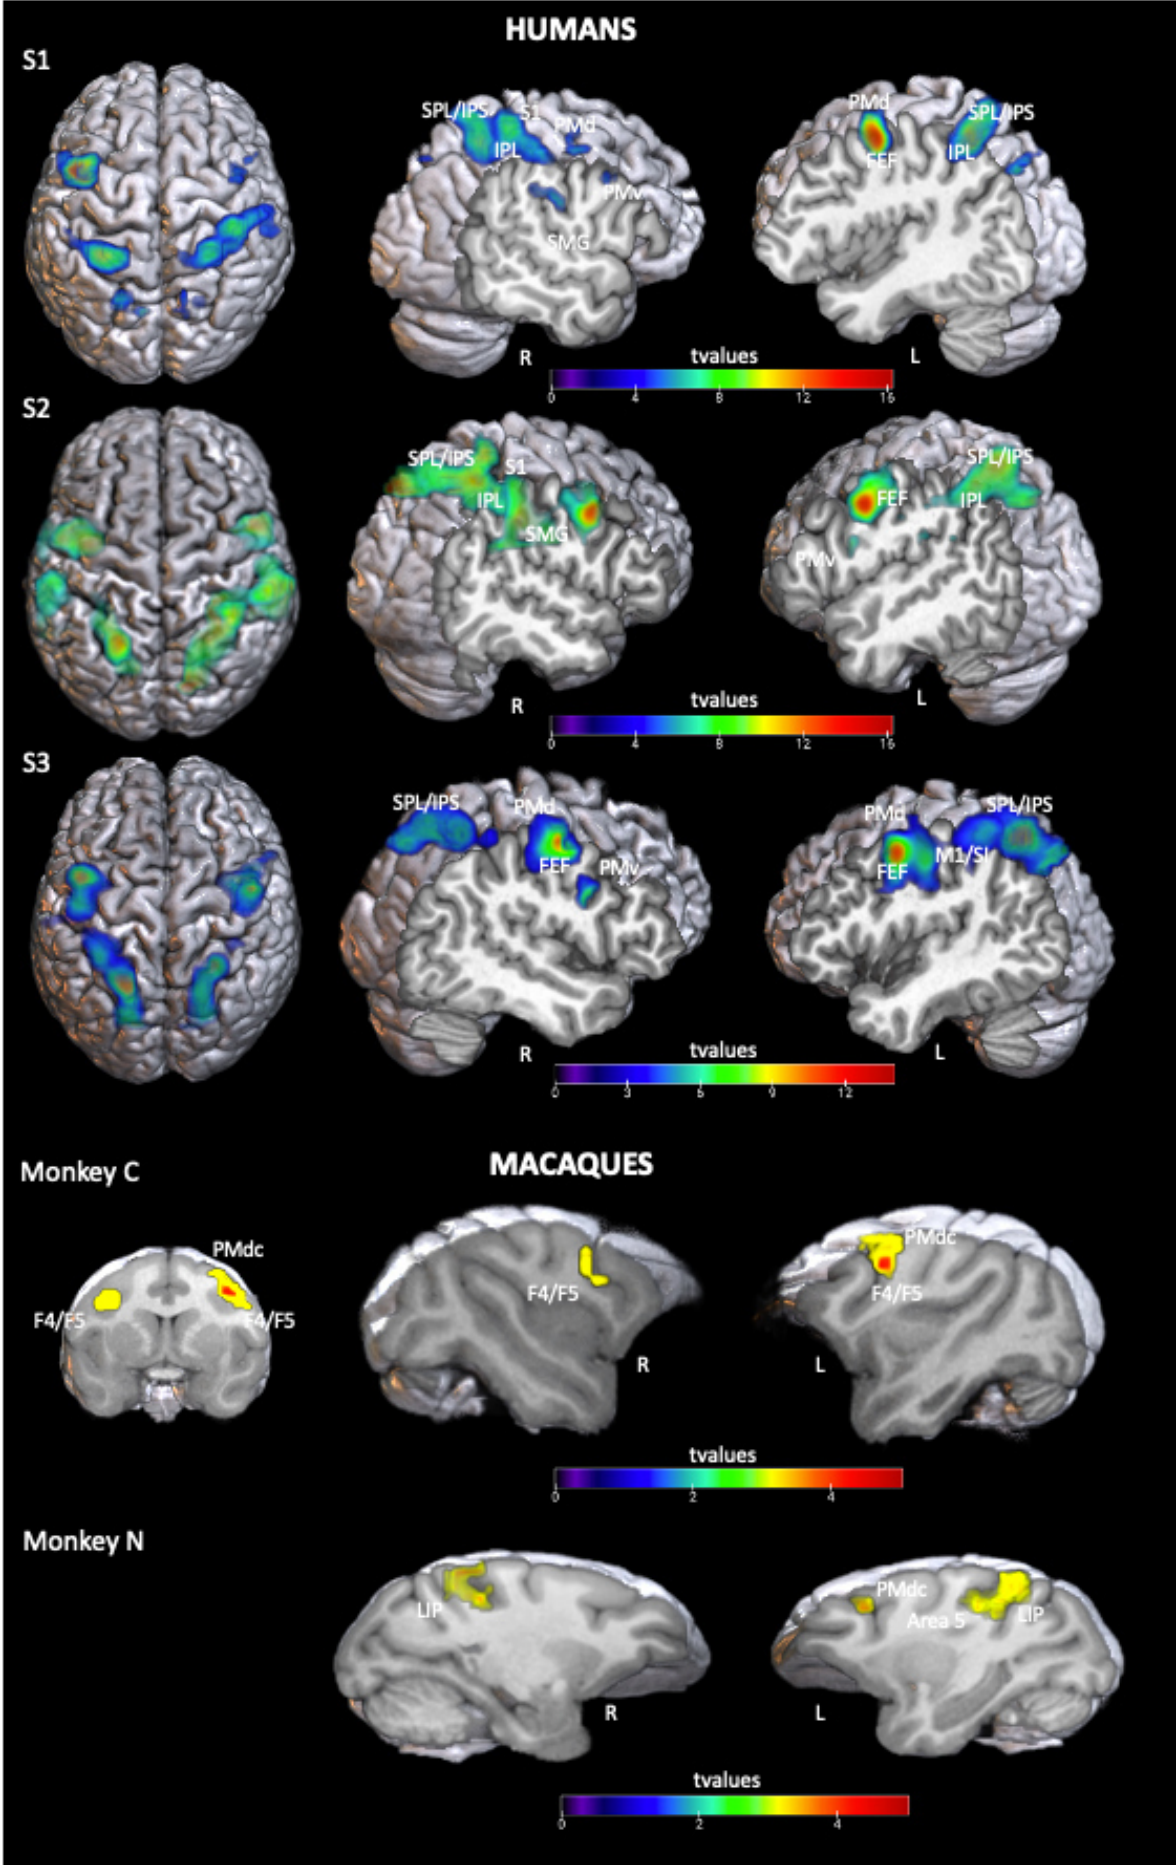 HUMANS
S1
SPL/IPS S1 PMd IPL PMv SMG
PMd SPL/IPS FEF IPL
R
L
tvalues
0 4 8 12 16
S2
SPL/IPS S1 IPL SMG
SPL/IPS FEF IPL PMv
R
L
tvalues
0 4 8 12 16
S3
SPL/IPS PMd FEF PMv
PMd SPL/IPS M1/SI FEF
R
L
tvalues
0 3 6 9 12
Monkey C
MACAQUES
PMdc
F4/F5 F4/F5
F4/F5
PMdc
F4/F5
R
L
tvalues
0 2 4
Monkey N
LIP
PMdc
Area 5 LIP
R
L
tvalues
0 2 4